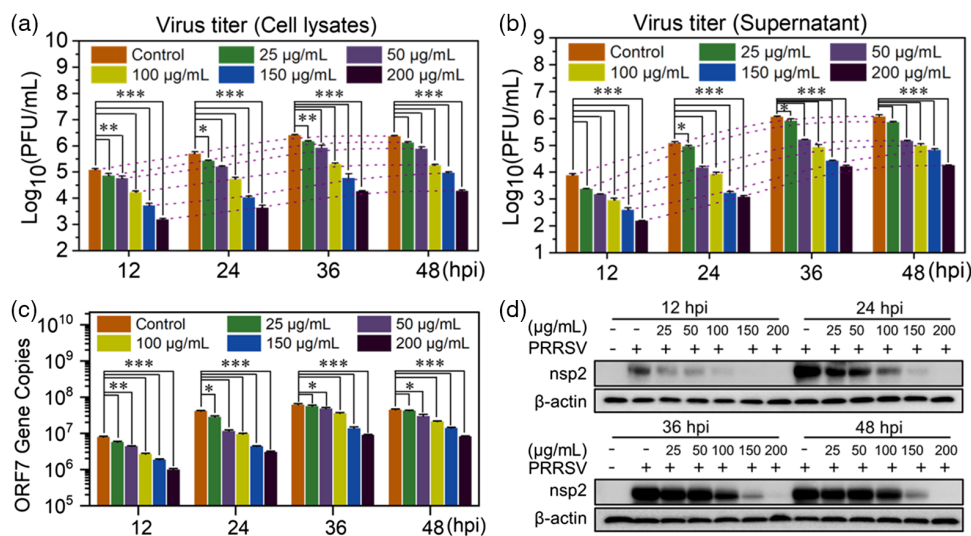 (a) Virus titer (Cell lysates)
Log10(PFU/mL)
10
9
8
7
6
5
4
3
2
Control 25 μg/mL 50 μg/mL
100 μg/mL 150 μg/mL 200 μg/mL
*** *** *** ***
** * **
12 24 36 48 (hpi)
(b) Virus titer (Supernatant)
Log10(PFU/mL)
9
8
7
6
5
4
3
2
1
Control 25 μg/mL 50 μg/mL
100 μg/mL 150 μg/mL 200 μg/mL
*** *** *** ***
* *
12 24 36 48 (hpi)
(c)
ORF7 Gene Copies
10^10
10^9
10^8
10^7
10^6
10^5
Control 25 μg/mL 50 μg/mL
100 μg/mL 150 μg/mL 200 μg/mL
*** *** *** ***
** * * *
12 24 36 48 (hpi)
(d) 12 hpi 24 hpi
(μg/mL) - - 25 50 100 150 200 - 25 50 100 150 200
PRRSV - + + + + + + + + + + + +
nsp2
β-actin
36 hpi 48 hpi
(μg/mL) - - 25 50 100 150 200 - 25 50 100 150 200
PRRSV - + + + + + + + + + + + +
nsp2
β-actin